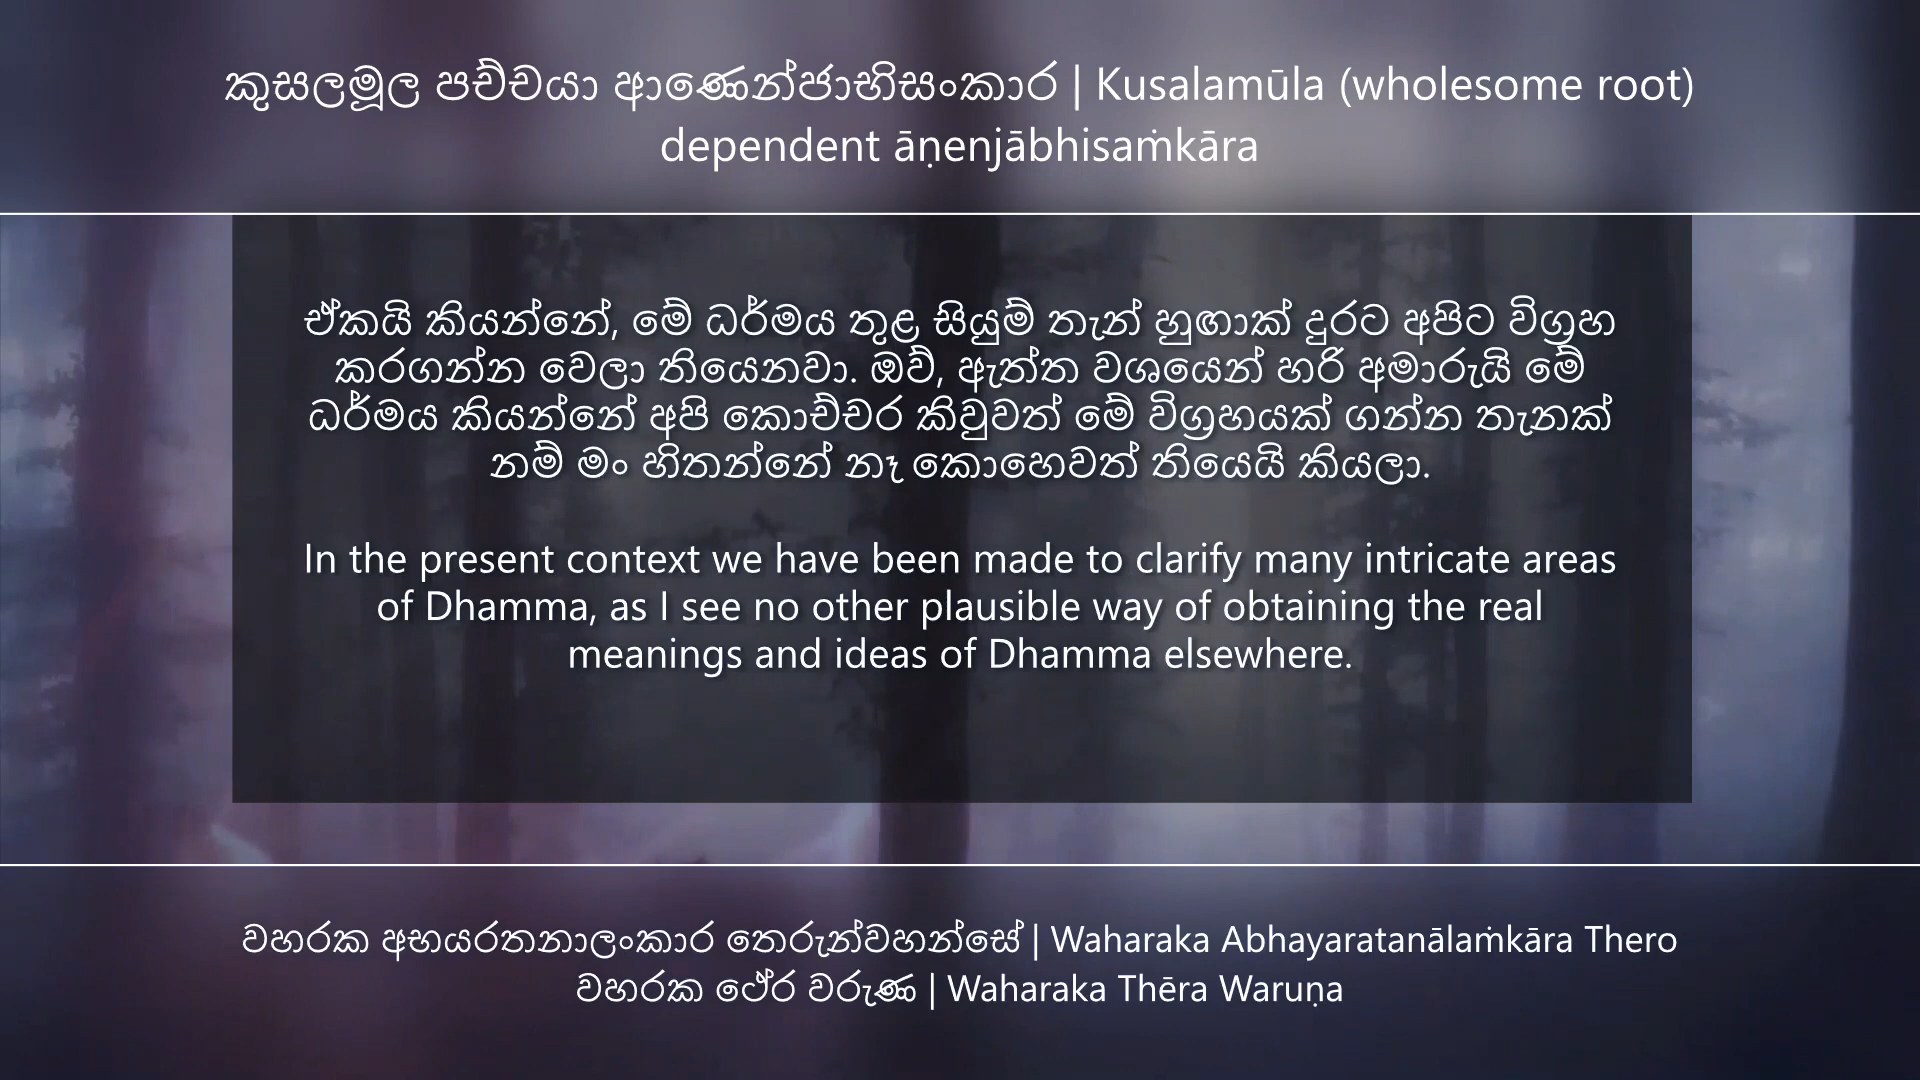 කුසලමූල පච්චයා ආණෙන්ජාභිසංකාර | Kusalamūla (wholesome root)
dependent āṇenjābhisaṁkāra
ඒකයි කියන්නේ, මේ ධර්මය තුළ සියුම් තැන් හුඟාක් දුරට අපිට විග්‍රහ
කරගන්න වෙලා තියෙනවා. ඔව්, ඇත්ත වශයෙන් හරි අමාරුයි මේ
ධර්මය කියන්නේ අපි කොච්චර කිව්වත් මේ විග්‍රහයක් ගන්න තැනක්
නම් මං හිතන්නේ නෑ කොහෙවත් තියෙයි කියලා.
In the present context we have been made to clarify many intricate areas
of Dhamma, as I see no other plausible way of obtaining the real
meanings and ideas of Dhamma elsewhere.
වහරක අභයරතනාලංකාර තෙරුන්වහන්සේ | Waharaka Abhayaratanālaṁkāra Thero
වහරක ථේර වරුණ | Waharaka Thēra Waruṇa